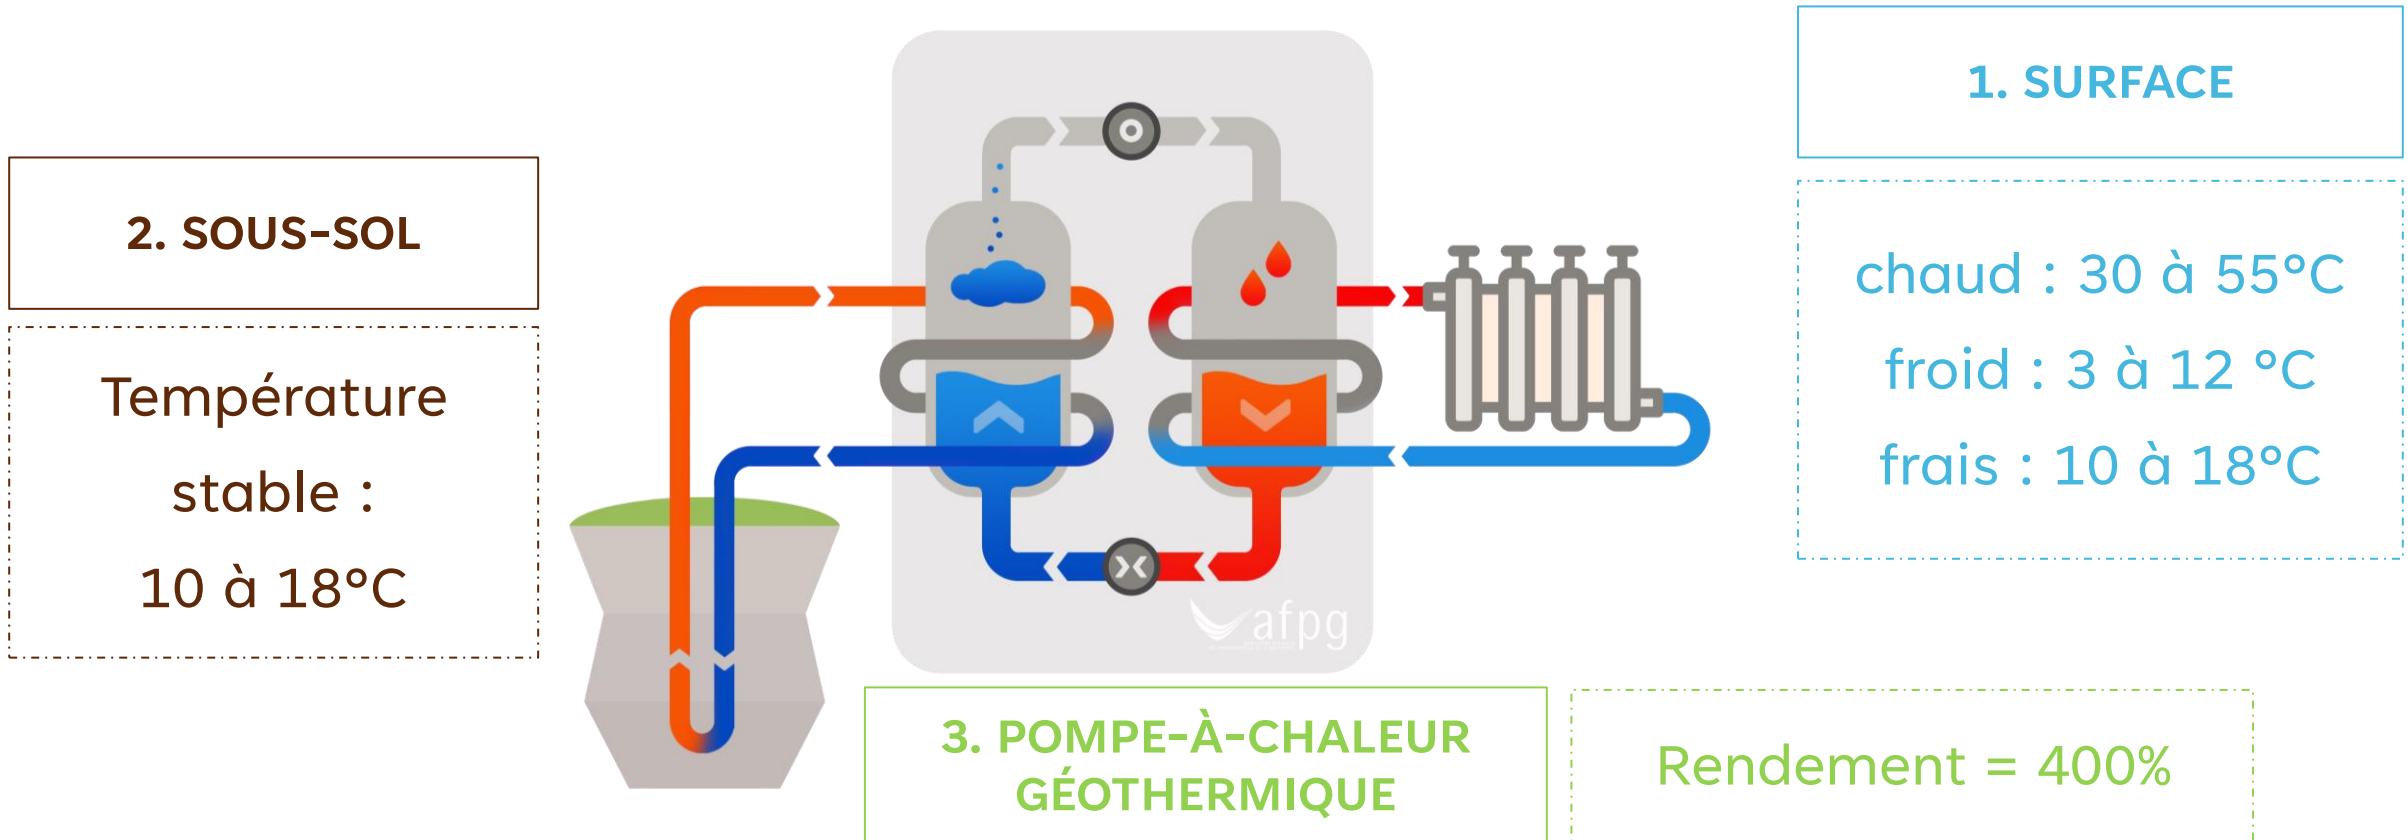 1. SURFACE
chaud : 30 à 55°C
froid : 3 à 12 °C
frais : 10 à 18°C
2. SOUS-SOL
Température
stable :
10 à 18°C
afpg
3. POMPE-À-CHALEUR
GÉOTHERMIQUE
Rendement = 400%